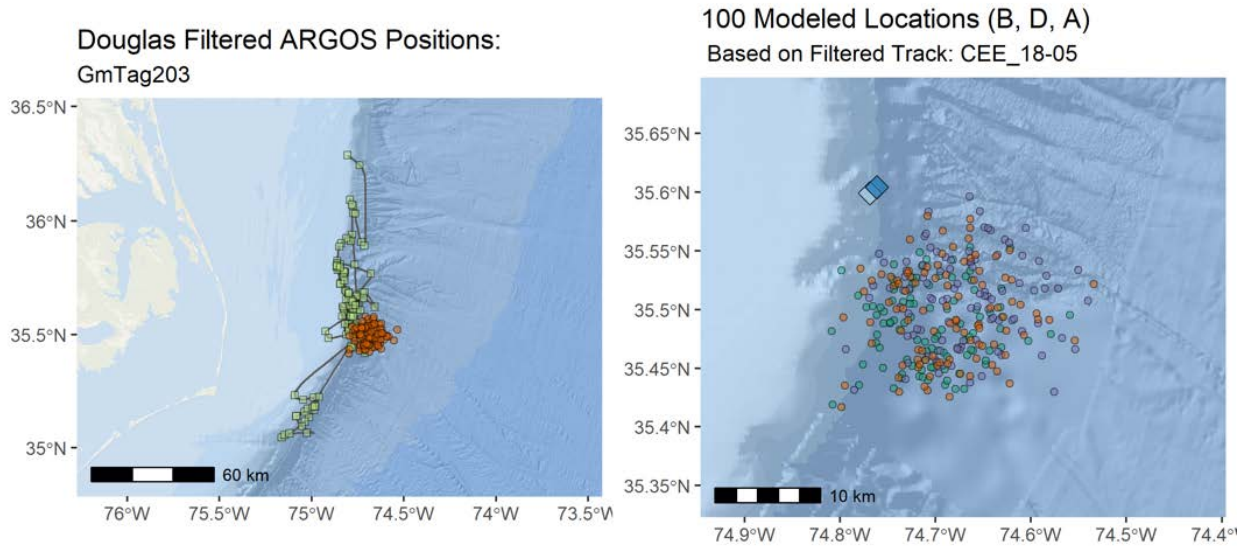 Douglas Filtered ARGOS Positions:
GmTag203
36.5°N
36°N
35.5°N
35°N
60 km
76°W
75.5°W
75°W
74.5°W
74°W
73.5°W
100 Modeled Locations (B, D, A)
Based on Filtered Track: CEE_18-05
35.65°N
35.6°N
35.55°N
35.5°N
35.45°N
35.4°N
35.35°N
10 km
74.9°W
74.8°W
74.7°W
74.6°W
74.5°W
74.4°W